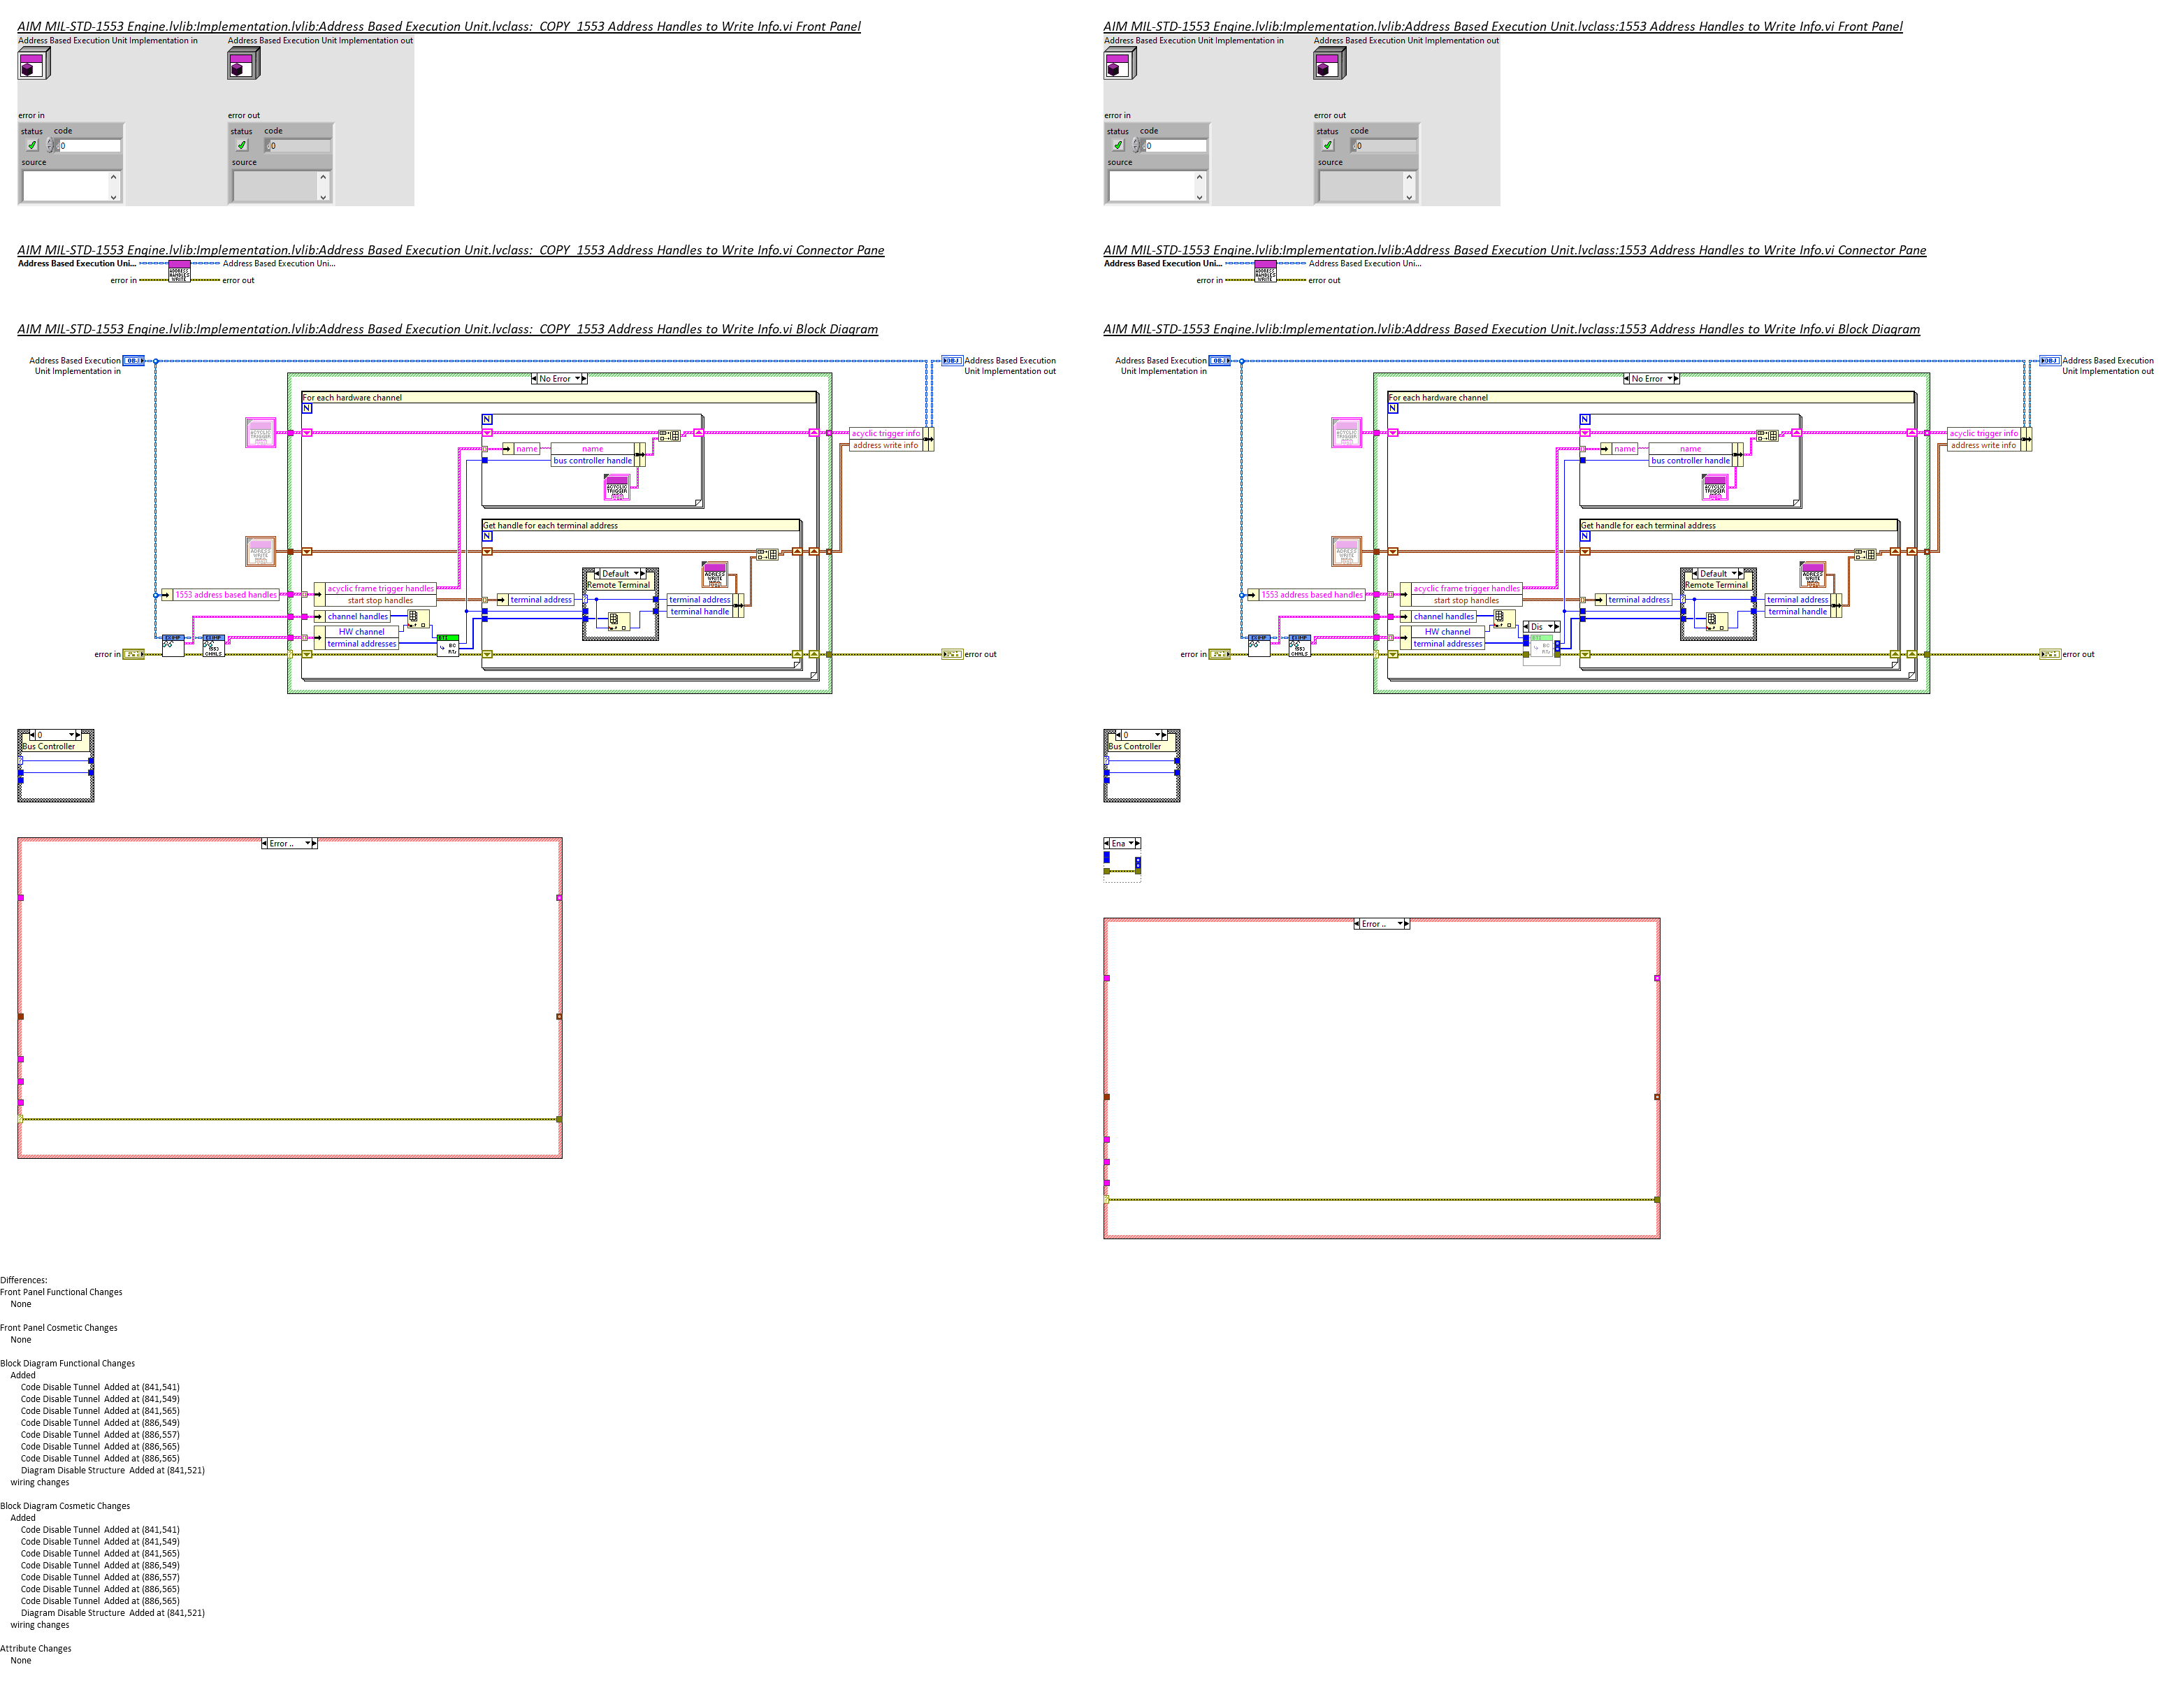 AIM MIL-STD-1553 Engine.lvlib:Implementation.lvlib:Address Based Execution Unit.lvclass:  COPY  1553 Address Handles to Write Info.vi Front Panel
Address Based Execution Unit Implementation in
Address Based Execution Unit Implementation out
error in
error out
status code
0
source
status code
0
source
AIM MIL-STD-1553 Engine.lvlib:Implementation.lvlib:Address Based Execution Unit.lvclass:  COPY  1553 Address Handles to Write Info.vi Connector Pane
Address Based Execution Uni...
Address Based Execution Uni...
error in
error out
AIM MIL-STD-1553 Engine.lvlib:Implementation.lvlib:Address Based Execution Unit.lvclass:  COPY  1553 Address Handles to Write Info.vi Block Diagram
Address Based Execution
Unit Implementation in
OBJ
OBJ
Address Based Execution
Unit Implementation out
No Error
For each hardware channel
N
N
acyclic trigger info
address write info
name
name
bus controller handle
ACYCLIC
TRIGGER
Get handle for each terminal address
N
ADRESS
WRITE
Default
Remote Terminal
1553 address based handles
acyclic frame trigger handles
start stop handles
channel handles
HW channel
terminal addresses
terminal address
terminal address
terminal handle
error in
error out
0
Bus Controller
Error ..
AIM MIL-STD-1553 Engine.lvlib:Implementation.lvlib:Address Based Execution Unit.lvclass:1553 Address Handles to Write Info.vi Front Panel
Address Based Execution Unit Implementation in
Address Based Execution Unit Implementation out
error in
error out
status code
0
source
status code
0
source
AIM MIL-STD-1553 Engine.lvlib:Implementation.lvlib:Address Based Execution Unit.lvclass:1553 Address Handles to Write Info.vi Connector Pane
Address Based Execution Uni...
Address Based Execution Uni...
error in
error out
AIM MIL-STD-1553 Engine.lvlib:Implementation.lvlib:Address Based Execution Unit.lvclass:1553 Address Handles to Write Info.vi Block Diagram
Address Based Execution
Unit Implementation in
OBJ
OBJ
Address Based Execution
Unit Implementation out
No Error
For each hardware channel
N
N
acyclic trigger info
address write info
name
name
bus controller handle
ACYCLIC
TRIGGER
Get handle for each terminal address
N
ADRESS
WRITE
Default
Remote Terminal
1553 address based handles
acyclic frame trigger handles
start stop handles
channel handles
HW channel
terminal addresses
Dis
terminal address
terminal address
terminal handle
error in
error out
0
Bus Controller
Ena
Error ..
Differences:
Front Panel Functional Changes
None
Front Panel Cosmetic Changes
None
Block Diagram Functional Changes
Added
Code Disable Tunnel  Added at (841,541)
Code Disable Tunnel  Added at (841,549)
Code Disable Tunnel  Added at (841,565)
Code Disable Tunnel  Added at (886,549)
Code Disable Tunnel  Added at (886,557)
Code Disable Tunnel  Added at (886,565)
Code Disable Tunnel  Added at (886,565)
Diagram Disable Structure  Added at (841,521)
wiring changes
Block Diagram Cosmetic Changes
Added
Code Disable Tunnel  Added at (841,541)
Code Disable Tunnel  Added at (841,549)
Code Disable Tunnel  Added at (841,565)
Code Disable Tunnel  Added at (886,549)
Code Disable Tunnel  Added at (886,557)
Code Disable Tunnel  Added at (886,565)
Code Disable Tunnel  Added at (886,565)
Diagram Disable Structure  Added at (841,521)
wiring changes
Attribute Changes
None